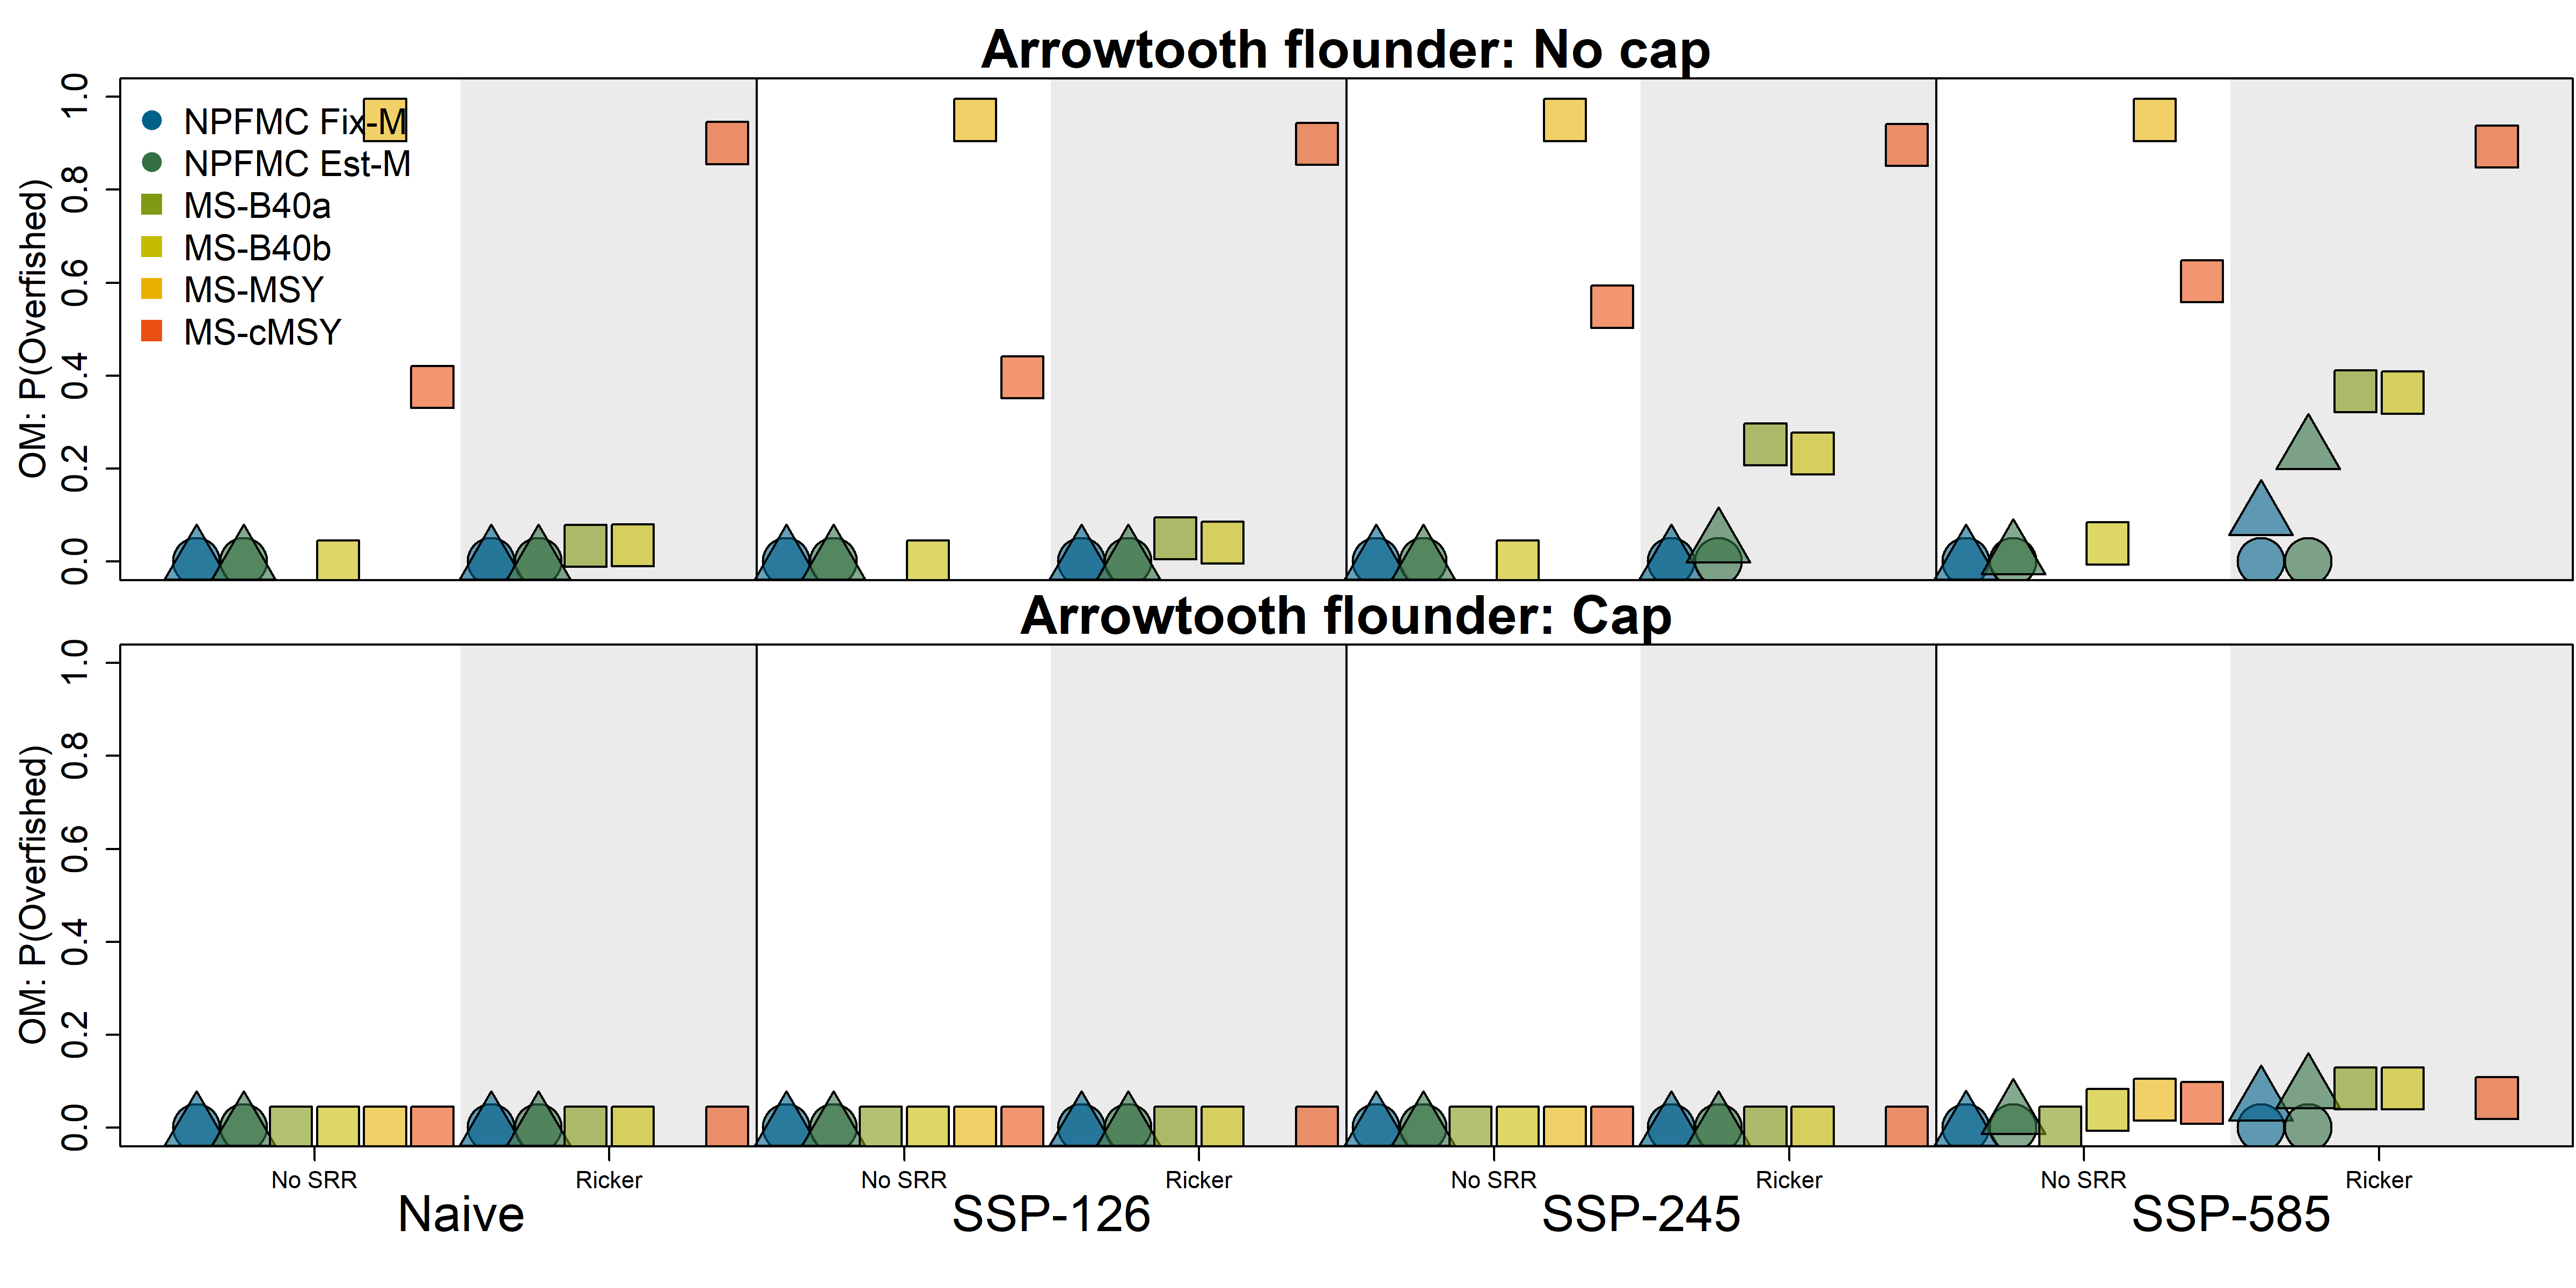 Arrowtooth flounder: No cap
OM: P(Overfished)
1.0
0.8
0.6
0.4
0.2
0.0
NPFMC Fix-M
NPFMC Est-M
MS-B40a
MS-B40b
MS-MSY
MS-cMSY
Arrowtooth flounder: Cap
OM: P(Overfished)
1.0
0.8
0.6
0.4
0.2
0.0
No SRR Ricker No SRR Ricker No SRR Ricker No SRR Ricker
Naive SSP-126 SSP-245 SSP-585